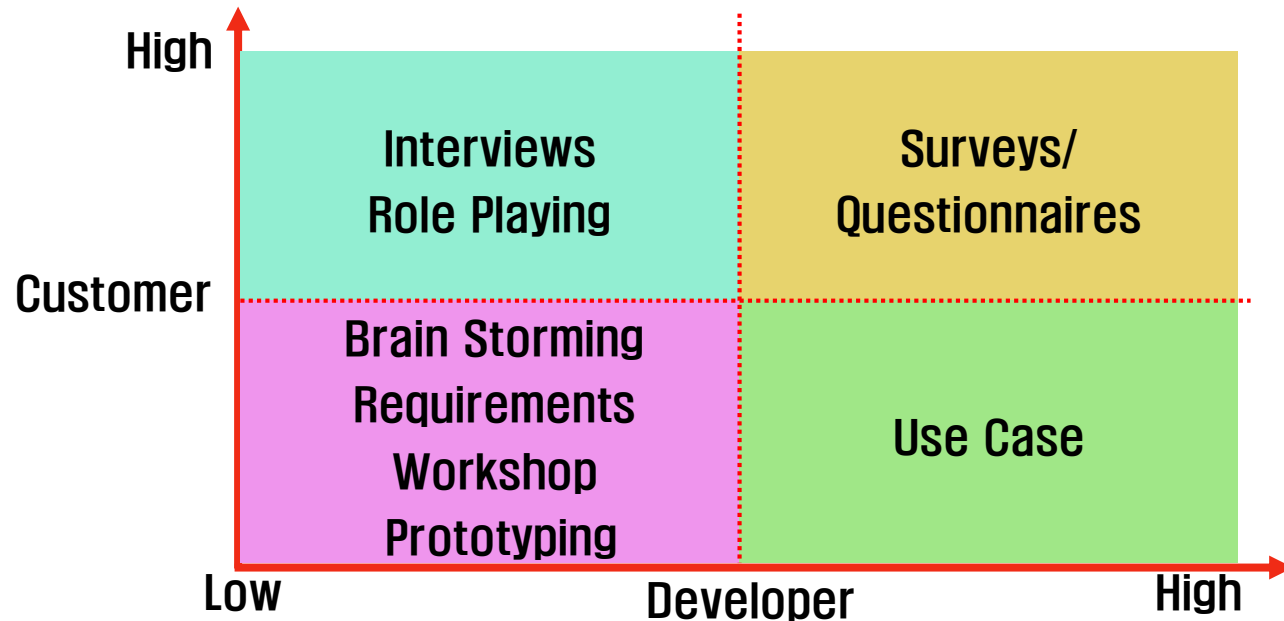 High
Interviews
Role Playing
Surveys/
Questionnaires
Customer
Brain Storming
Requirements
Workshop
Prototyping
Use Case
Low
Developer
High